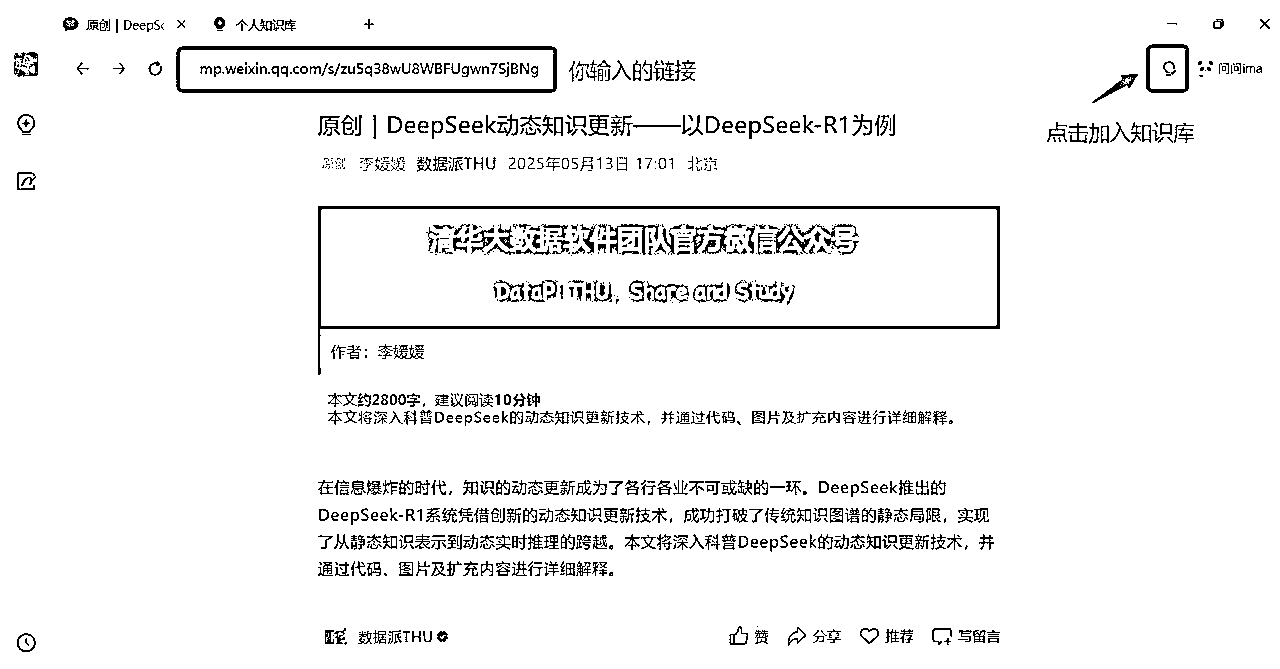 原创 | DeepSe
个人知识库
mp.weixin.qq.com/s/zu5q38wU8WBFUgwn7SjBNg
你输入的链接
问问ima
点击加入知识库
原创 | DeepSeek动态知识更新——以DeepSeek-R1为例
原创 李媛媛 数据派THU 2025年05月13日 17:01 北京
清华大数据软件团队官方微信公众号
DataPi THU, Share and Study
作者：李媛媛
本文约2800字，建议阅读10分钟
本文将深入科普DeepSeek的动态知识更新技术，并通过代码、图片及扩充内容进行详细解释。
在信息爆炸的时代，知识的动态更新成为了各行各业不可或缺的一环。DeepSeek推出的
DeepSeek-R1系统凭借创新的动态知识更新技术，成功打破了传统知识图谱的静态局限，实现
了从静态知识表示到动态实时推理的跨越。本文将深入科普DeepSeek的动态知识更新技术，并
通过代码、图片及扩充内容进行详细解释。
数据派THU
赞 分享 推荐 写留言